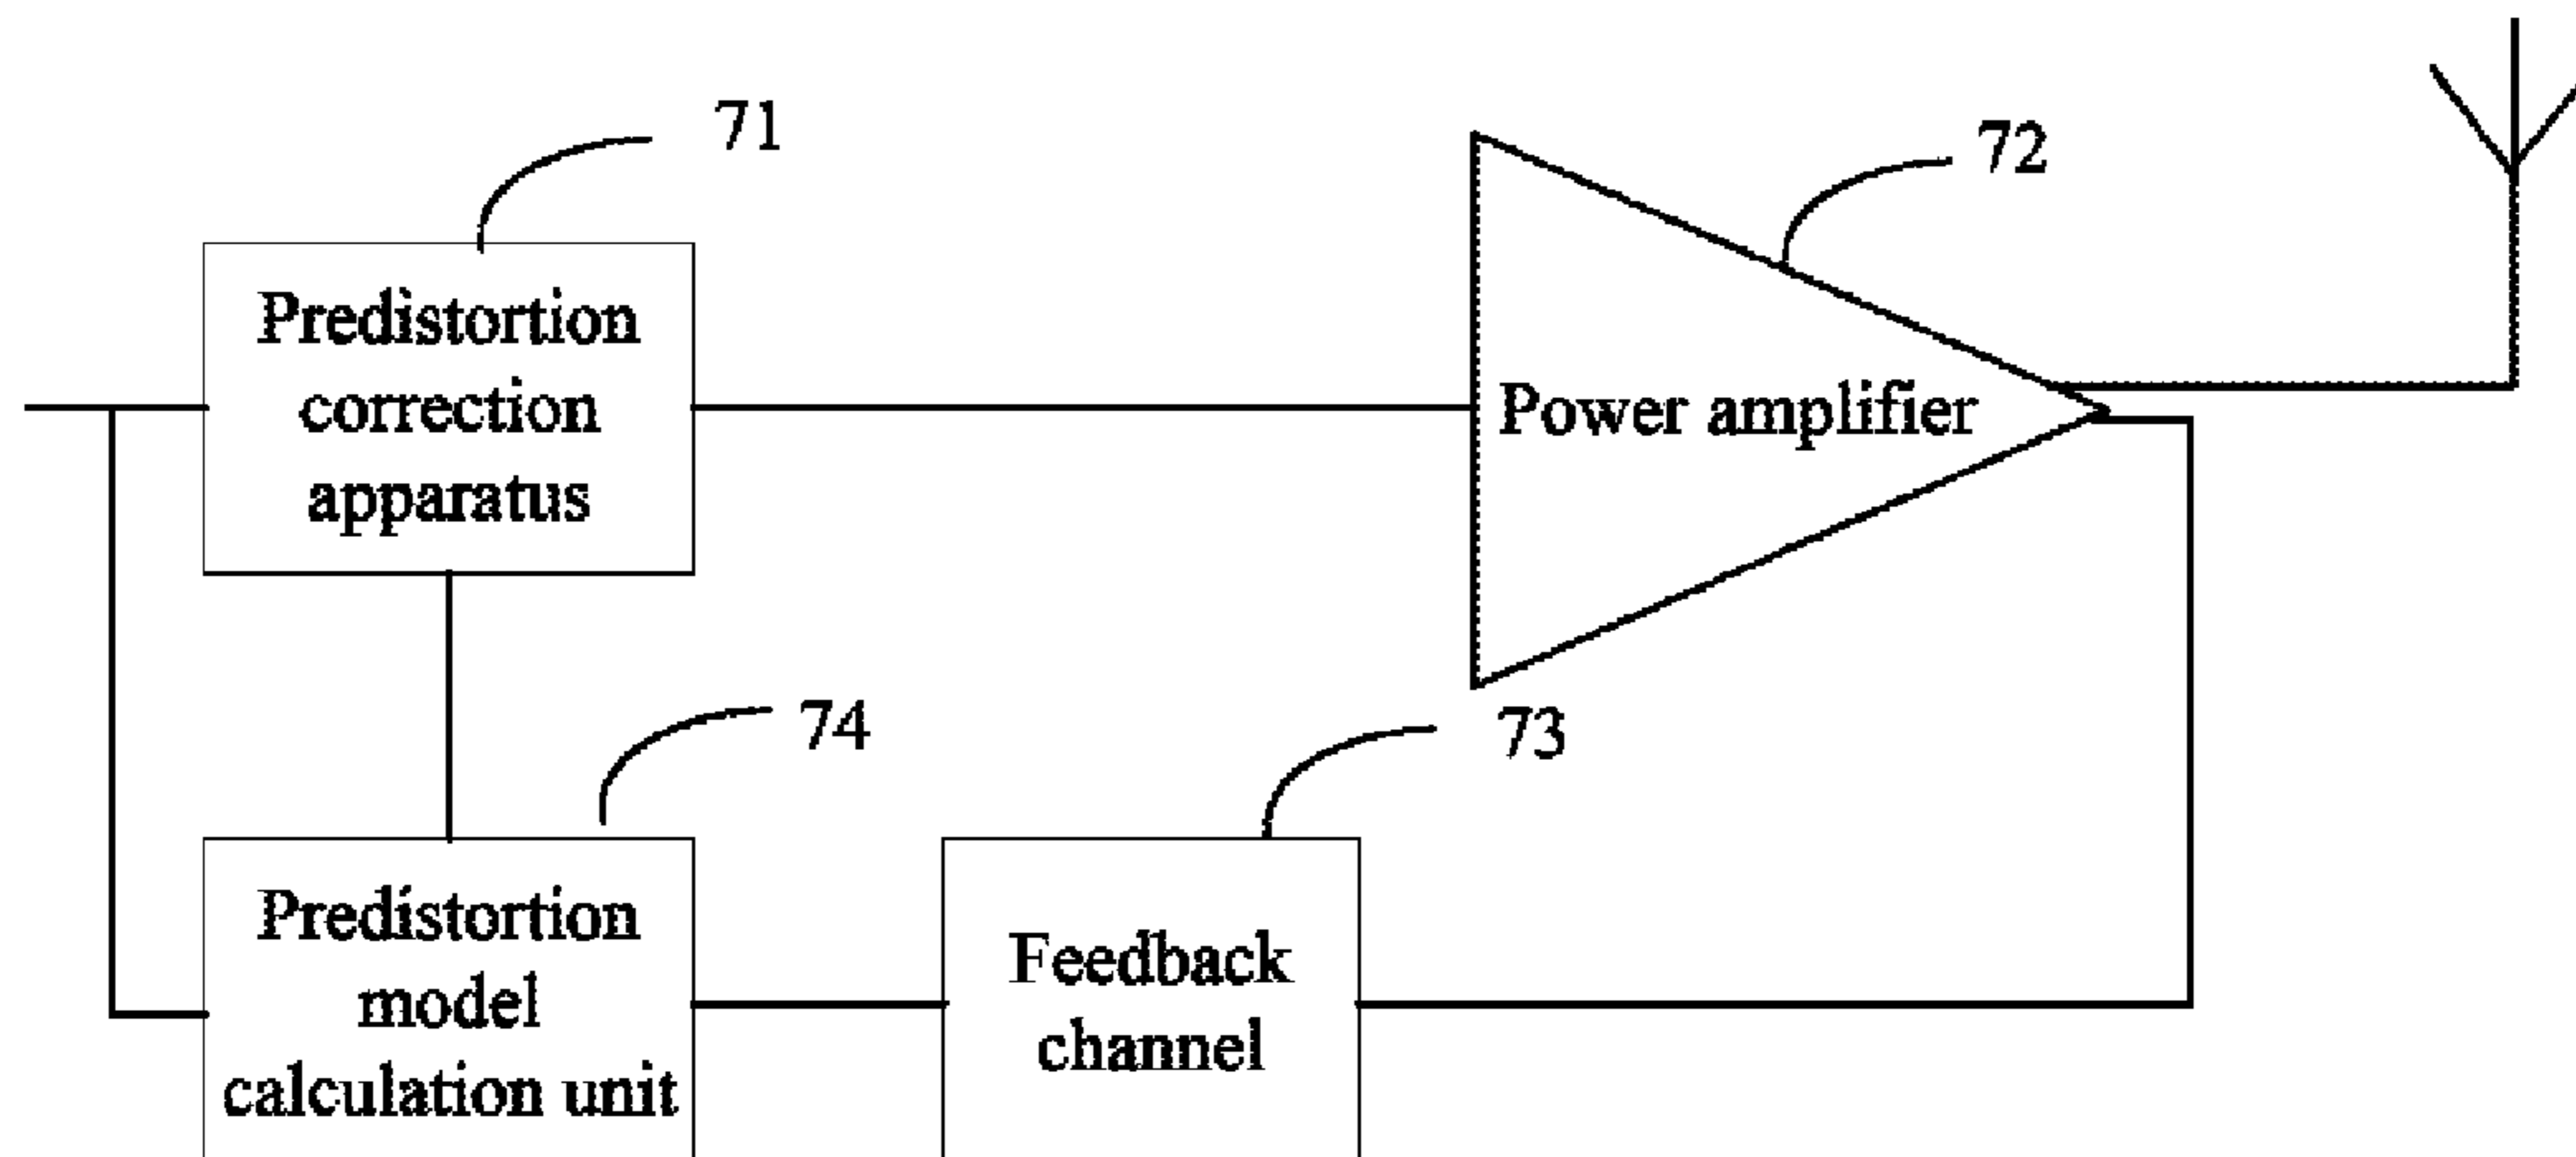 71
72
Predistortion
correction
apparatus
Power amplifier
74
73
Predistortion
model
calculation unit
Feedback
channel